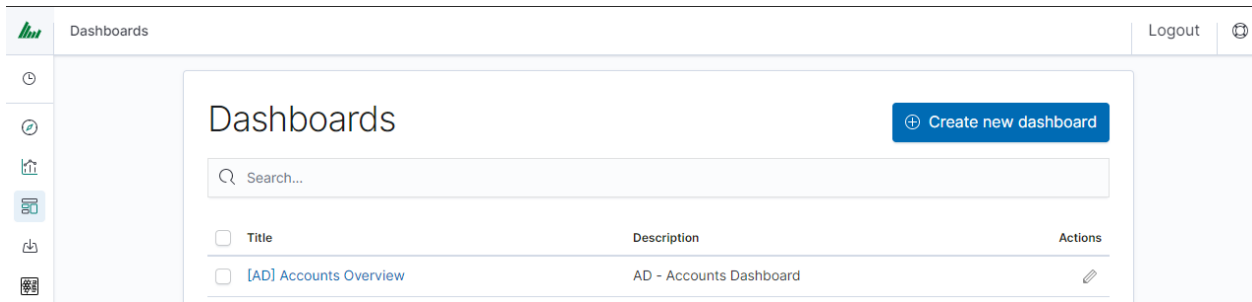 Dashboards
Logout
Dashboards
Create new dashboard
Search...
Title Description Actions
[AD] Accounts Overview AD - Accounts Dashboard